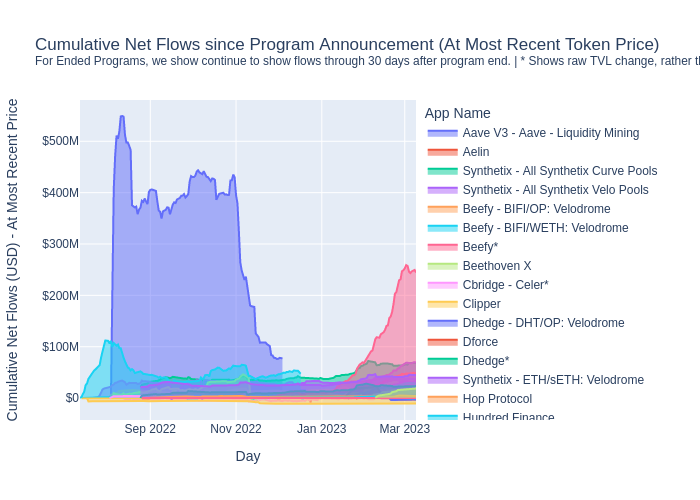 Cumulative Net Flows since Program Announcement (At Most Recent Token Price)
For Ended Programs, we show continue to show flows through 30 days after program end. | * Shows raw TVL change, rather
Cumulative Net Flows (USD) - At Most Recent Price
$500M
$400M
$300M
$200M
$100M
$0
Sep 2022
Nov 2022
Jan 2023
Mar 2023
Day
App Name
Aave V3 - Aave - Liquidity Mining
Aelin
Synthetix - All Synthetix Curve Pools
Synthetix - All Synthetix Velo Pools
Beefy - BIFI/OP: Velodrome
Beefy - BIFI/WETH: Velodrome
Beefy*
Beethoven X
Cbridge - Celer*
Clipper
Dhedge - DHT/OP: Velodrome
Dforce
Dhedge*
Synthetix - ETH/sETH: Velodrome
Hop Protocol
Hundred Finance